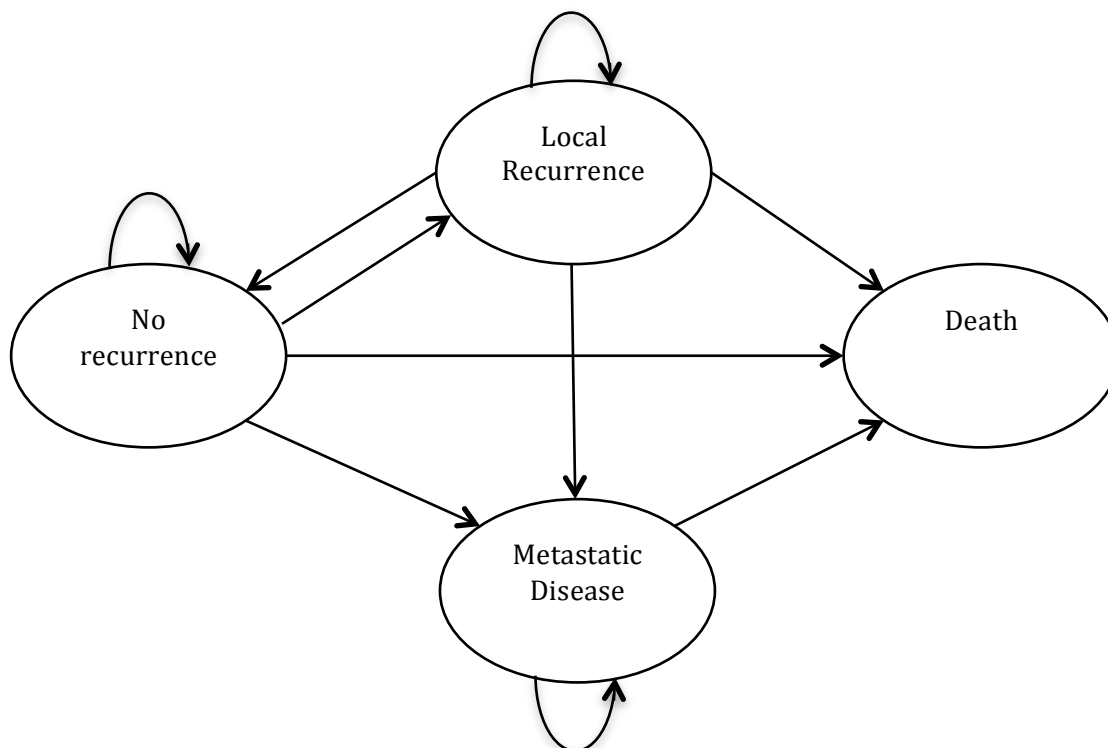 Local
Recurrence
No
recurrence
Death
Metastatic
Disease